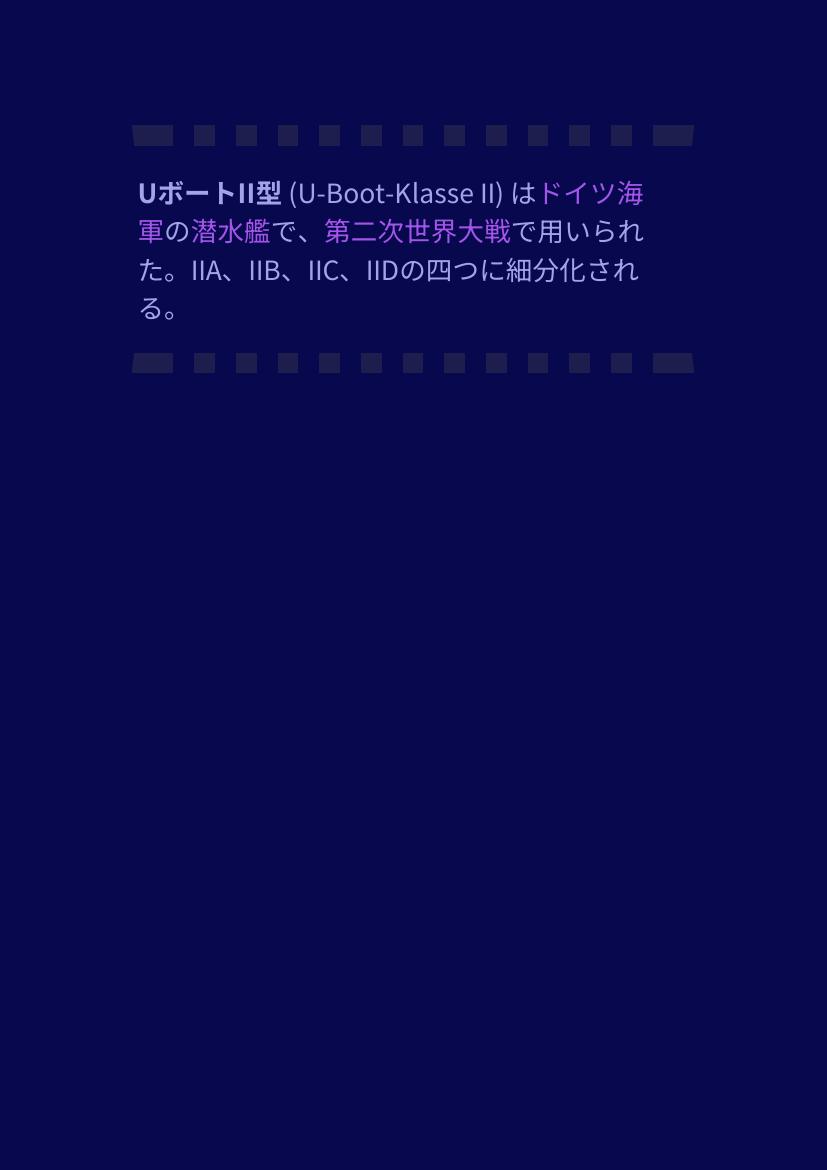 UボートII型 (U-Boot-Klasse II) はドイツ海
軍の潜水艦で、第二次世界大戦で用いられ
た。IIA、IIB、IIC、IIDの四つに細分化され
る。